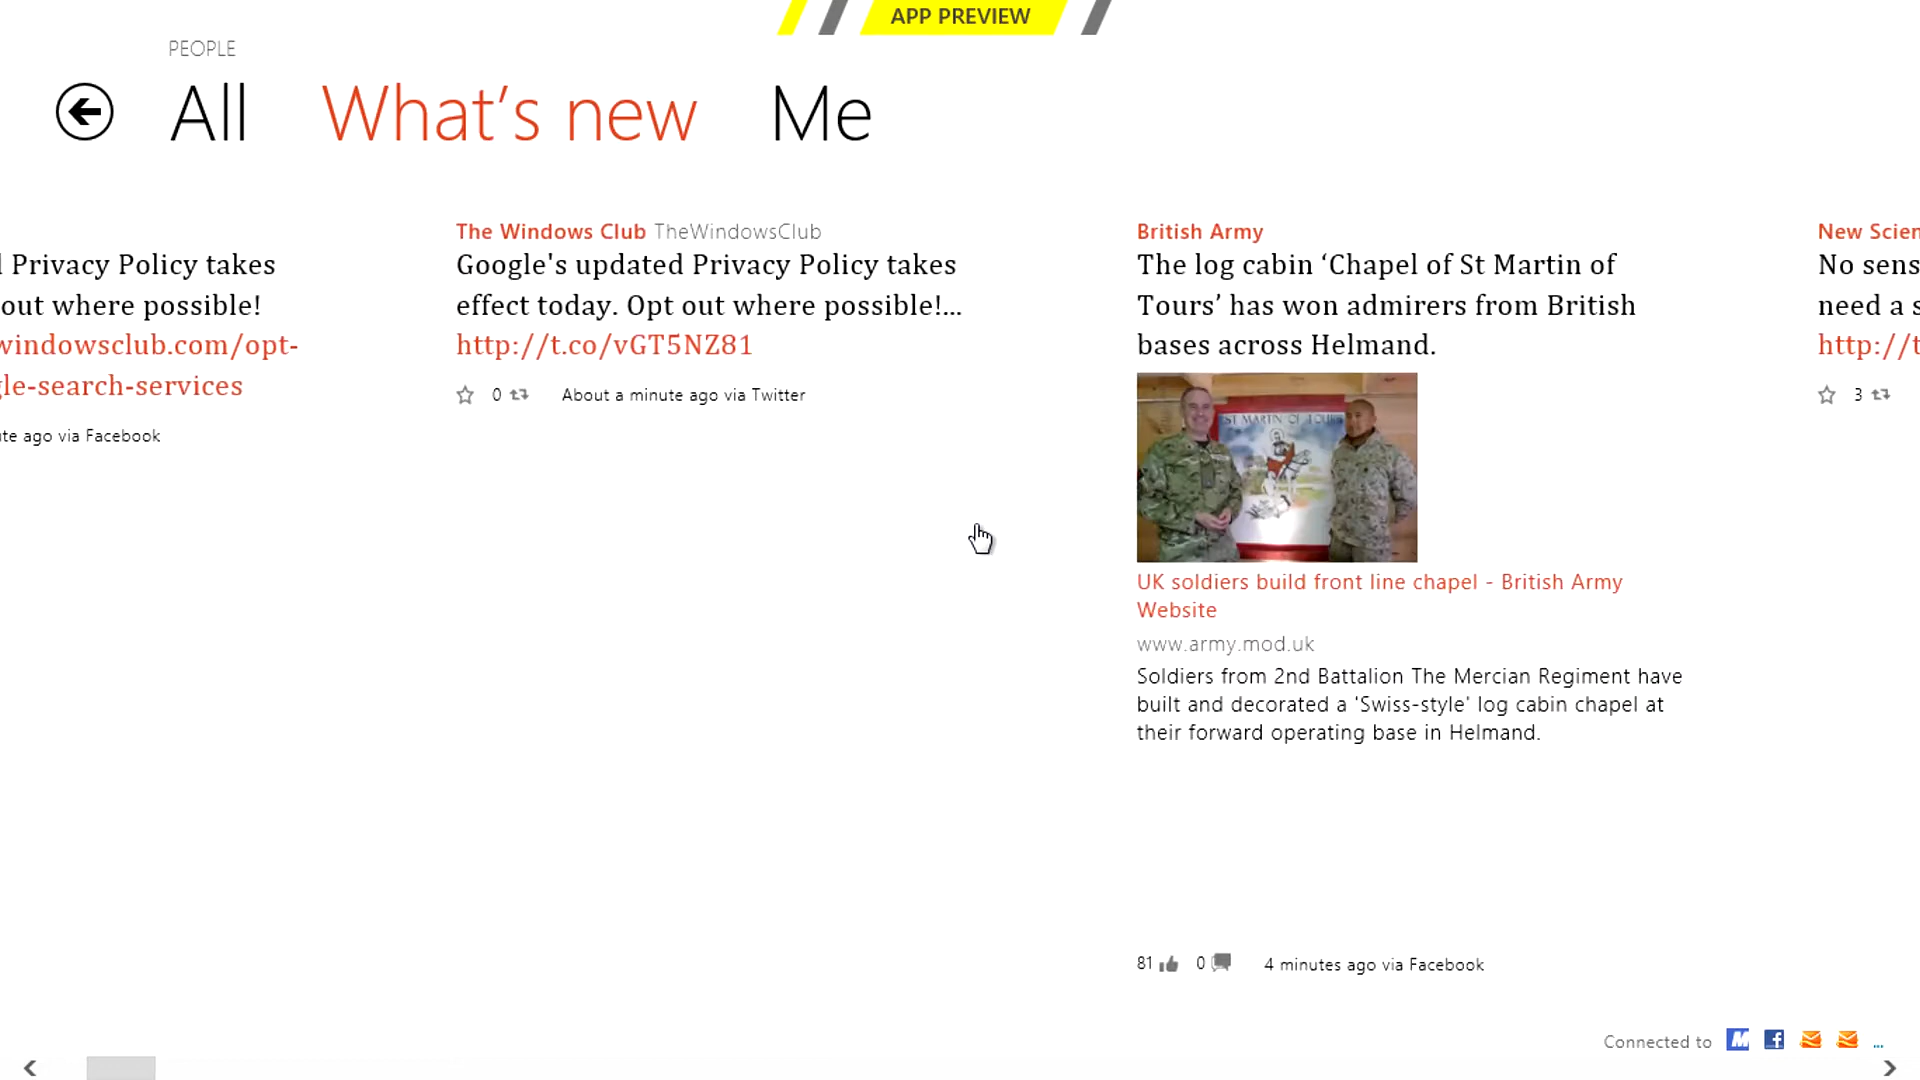 APP PREVIEW
PEOPLE
All What's new Me
l Privacy Policy takes
out where possible!
windowsclub.com/opt-
gle-search-services
te ago via Facebook
The Windows Club TheWindowsClub
Google's updated Privacy Policy takes
effect today. Opt out where possible!...
http://t.co/vGT5NZ81
0 About a minute ago via Twitter
British Army
The log cabin ‘Chapel of St Martin of
Tours’ has won admirers from British
bases across Helmand.
ST MARTIN OF TOURS
UK soldiers build front line chapel - British Army
Website
www.army.mod.uk
Soldiers from 2nd Battalion The Mercian Regiment have
built and decorated a 'Swiss-style' log cabin chapel at
their forward operating base in Helmand.
81 0 4 minutes ago via Facebook
New Scien
No sens
need a s
http://t
3
Connected to
...